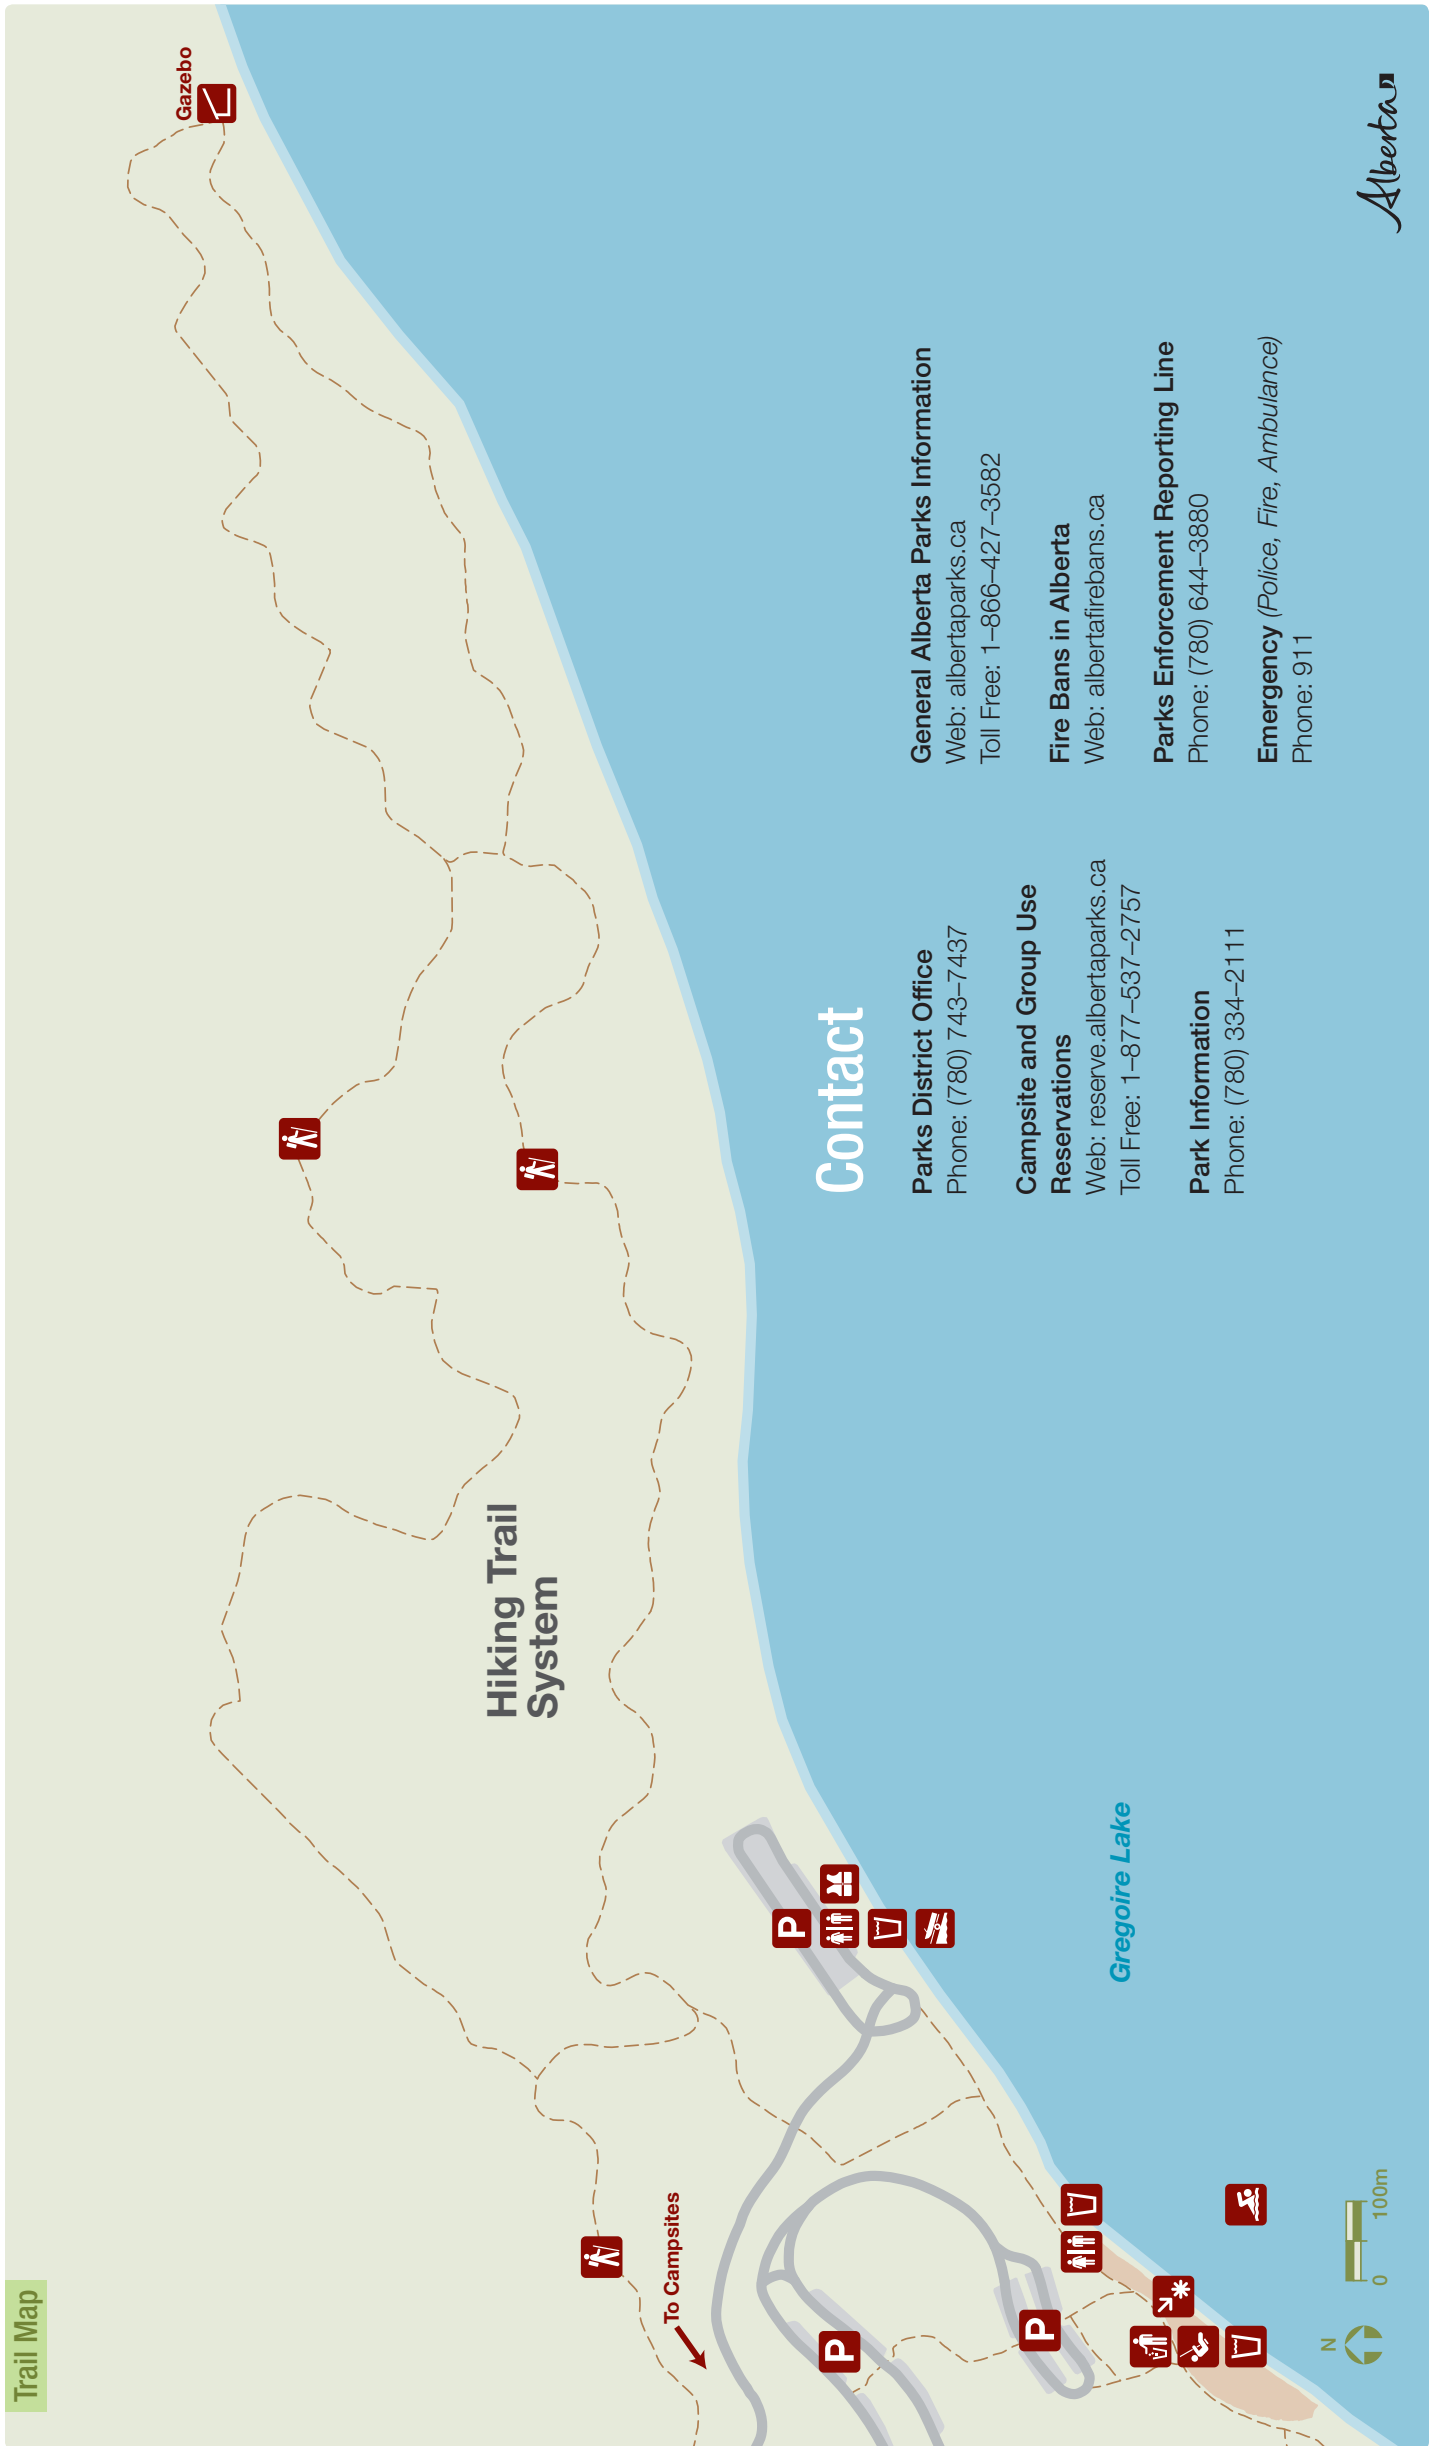 Trail Map
Gazebo
Hiking Trail
System
To Campsites
P
P
P
Gregoire Lake
Contact
Parks District Office
Phone: (780) 743–7437
Campsite and Group Use
Reservations
Web: reserve.albertaparks.ca
Toll Free: 1–877–537–2757
Park Information
Phone: (780) 334–2111
General Alberta Parks Information
Web: albertaparks.ca
Toll Free: 1–866–427–3582
Fire Bans in Alberta
Web: albertafirebans.ca
Parks Enforcement Reporting Line
Phone: (780) 644–3880
Emergency (Police, Fire, Ambulance)
Phone: 911
N
0 100m
Alberta